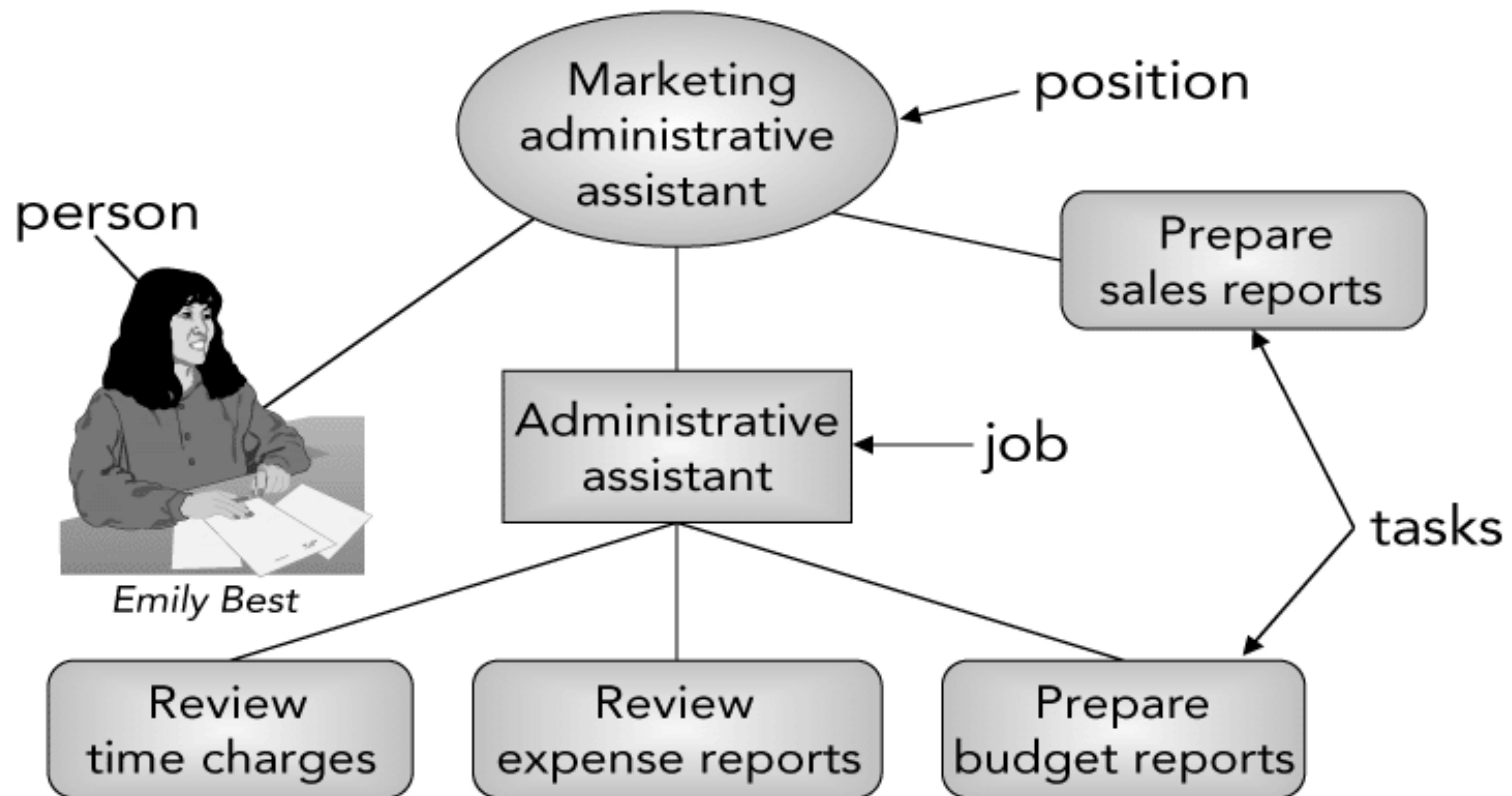 Marketing
administrative
assistant
position
person
Prepare
sales reports
Administrative
assistant
job
tasks
Emily Best
Review
time charges
Review
expense reports
Prepare
budget reports